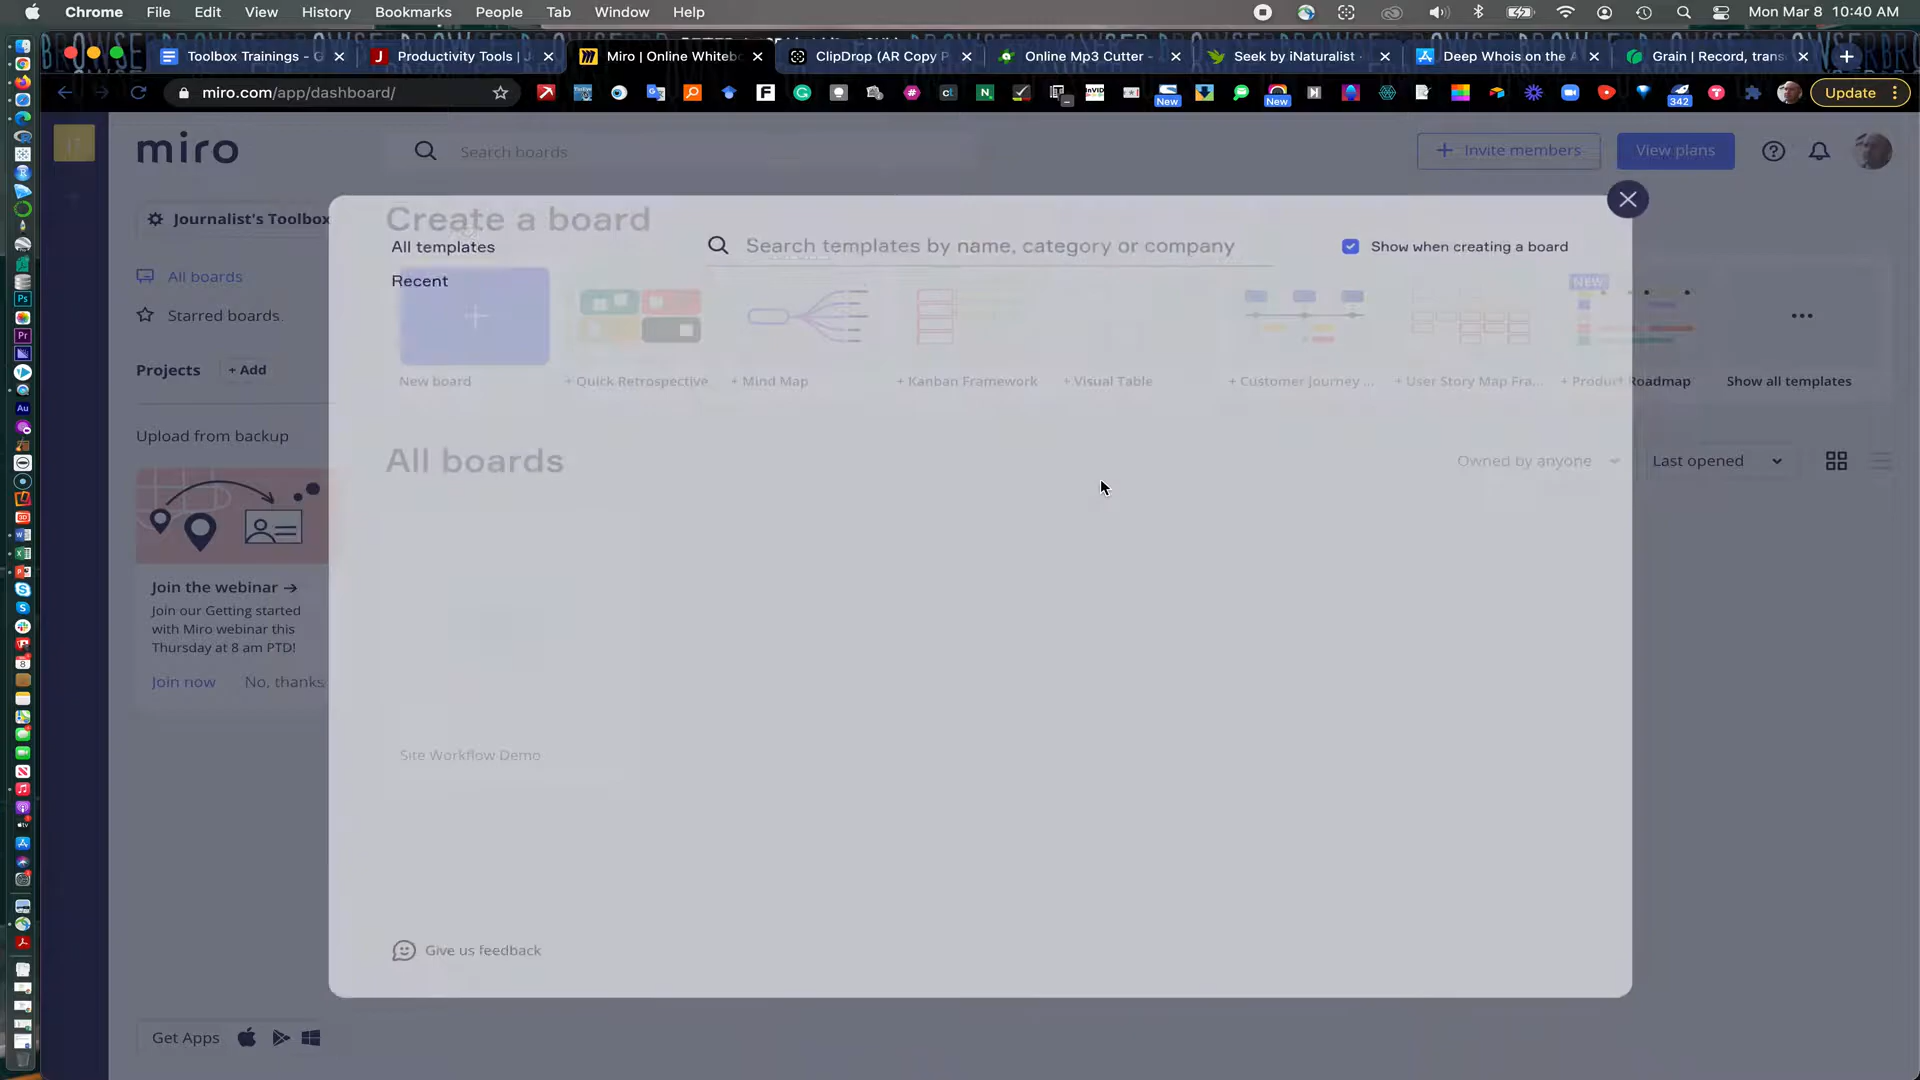 Chrome File Edit View History Bookmarks People Tab Window Help Mon Mar 8 10:40 AM
Toolbox Trainings - G Productivity Tools | J Miro | Online Whitebo ClipDrop (AR Copy P Online Mp3 Cutter - Seek by iNaturalist - Deep Whois on the A Grain | Record, trans
miro.com/app/dashboard/ New New 342 Update
miro Search boards + Invite members View plans
Journalist's Toolbox Create a board
All templates Search templates by name, category or company Show when creating a board
All boards Recent NEW
Starred boards
Projects + Add New board + Quick Retrospective + Mind Map + Kanban Framework + Visual Table + Customer Journey ... + User Story Map Fra... + Product Roadmap Show all templates
Upload from backup
All boards Owned by anyone Last opened
Join the webinar →
Join our Getting started
with Miro webinar this
Thursday at 8 am PTD!
Join now No, thanks
Site Workflow Demo
Give us feedback
Get Apps